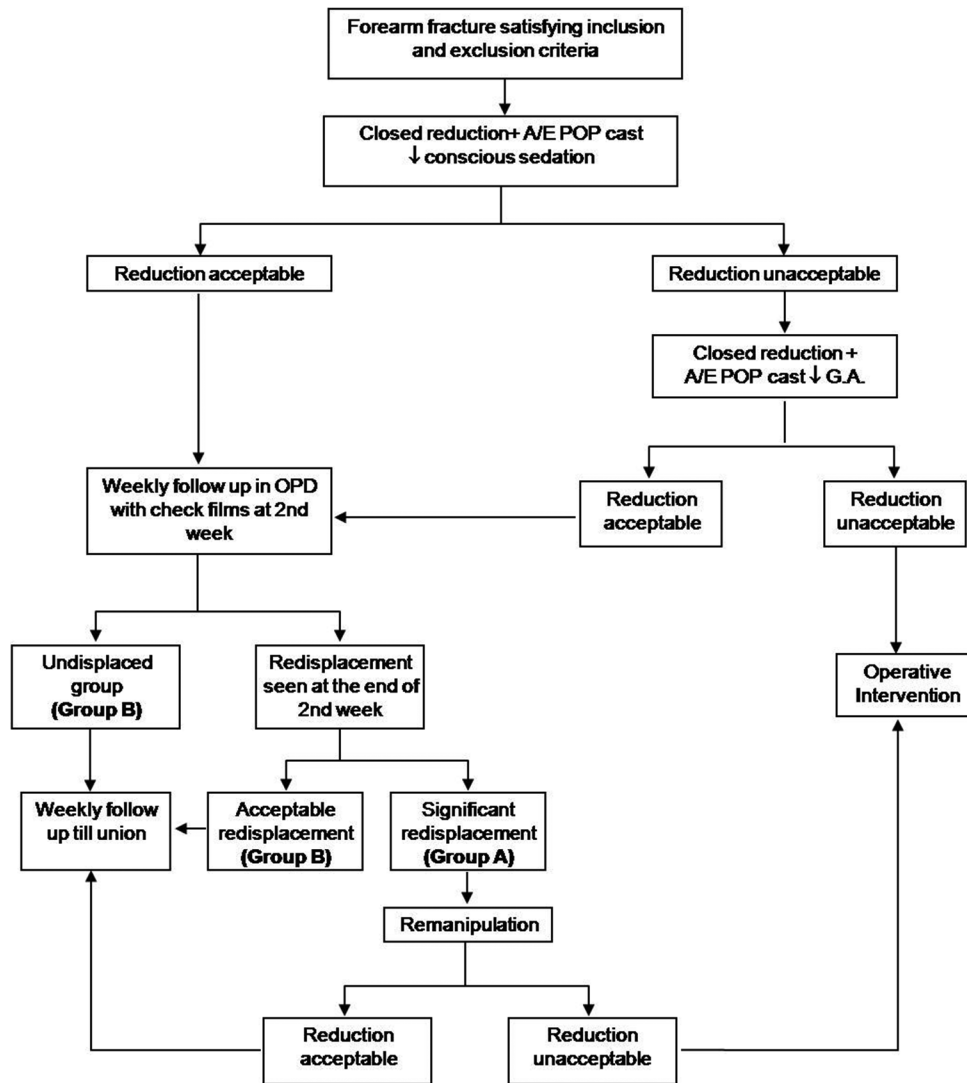 Forearm fracture satisfying inclusion
and exclusion criteria
Closed reduction+ A/E POP cast
↓conscious sedation
Reduction acceptable
Reduction unacceptable
Closed reduction +
A/E POP cast ↓ G.A.
Weekly follow up in OPD
with check films at 2nd
week
Reduction
acceptable
Reduction
unacceptable
Undisplaced
group
(Group B)
Redisplacement
seen at the end of
2nd week
Operative
Intervention
Weekly follow
up till union
Acceptable
redisplacement
(Group B)
Significant
redisplacement
(Group A)
Remanipulation
Reduction
acceptable
Reduction
unacceptable